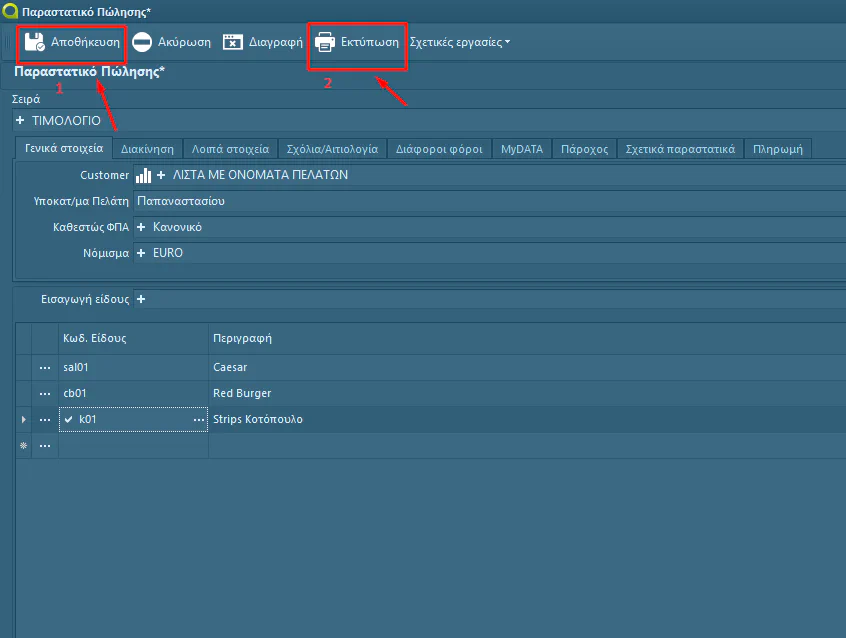 Παραστατικό Πώλησης*
Αποθήκευση Ακύρωση Διαγραφή Εκτύπωση Σχετικές εργασίες
Παραστατικό Πώλησης*
1 2
Σειρά
+ ΤΙΜΟΛΟΓΙΟ
Γενικά στοιχεία Διακίνηση Λοιπά στοιχεία Σχόλια/Αιτιολογία Διάφοροι φόροι MyDATA Πάροχος Σχετικά παραστατικά Πληρωμή
Customer + ΛΙΣΤΑ ΜΕ ΟΝΟΜΑΤΑ ΠΕΛΑΤΩΝ
Υποκατ/μα Πελάτη Παπαναστασίου
Καθεστώς ΦΠΑ + Κανονικό
Νόμισμα + EURO
Εισαγωγή είδους +
Κωδ. Είδους Περιγραφή
... sal01 Caesar
... cb01 Red Burger
... k01 ... Strips Κοτόπουλο
...